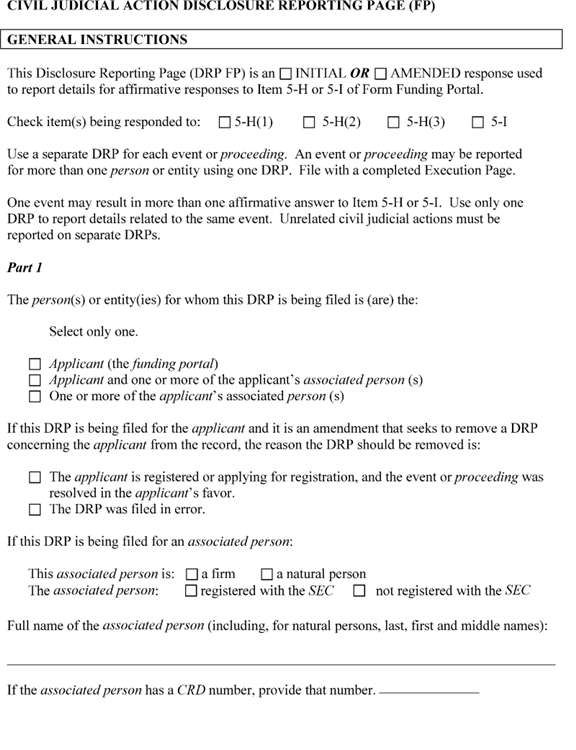 CIVIL JUDICIAL ACTION DISCLOSURE REPORTING PAGE (FP)
GENERAL INSTRUCTIONS
This Disclosure Reporting Page (DRP FP) is an ☐ INITIAL OR ☐ AMENDED response used
to report details for affirmative responses to Item 5-H or 5-I of Form Funding Portal.
Check item(s) being responded to: ☐ 5-H(1) ☐ 5-H(2) ☐ 5-H(3) ☐ 5-I
Use a separate DRP for each event or proceeding. An event or proceeding may be reported
for more than one person or entity using one DRP. File with a completed Execution Page.
One event may result in more than one affirmative answer to Item 5-H or 5-I. Use only one
DRP to report details related to the same event. Unrelated civil judicial actions must be
reported on separate DRPs.
Part 1
The person(s) or entity(ies) for whom this DRP is being filed is (are) the:
Select only one.
☐ Applicant (the funding portal)
☐ Applicant and one or more of the applicant's associated person (s)
☐ One or more of the applicant's associated person (s)
If this DRP is being filed for the applicant and it is an amendment that seeks to remove a DRP
concerning the applicant from the record, the reason the DRP should be removed is:
☐ The applicant is registered or applying for registration, and the event or proceeding was
resolved in the applicant's favor.
☐ The DRP was filed in error.
If this DRP is being filed for an associated person:
This associated person is: ☐ a firm ☐ a natural person
The associated person: ☐ registered with the SEC ☐ not registered with the SEC
Full name of the associated person (including, for natural persons, last, first and middle names):
If the associated person has a CRD number, provide that number.